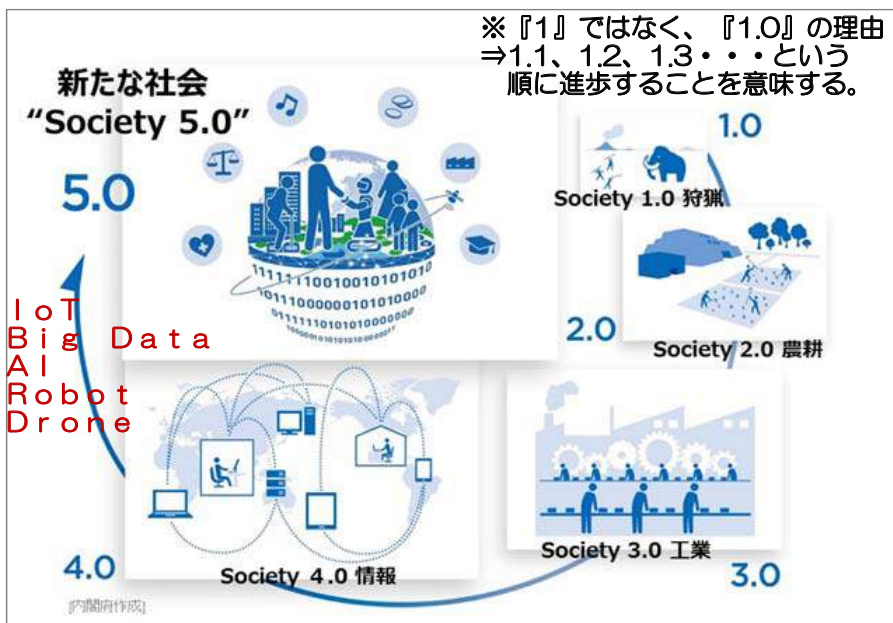 ※『1』ではなく、『1.0』の理由
⇒1.1、1.2、1.3・・・という
順に進歩することを意味する。
新たな社会
“Society 5.0”
5.0
1.0
Society 1.0 狩猟
2.0
Society 2.0 農耕
IoT
Big Data
AI
Robot
Drone
Society 3.0 工業
3.0
4.0
Society 4.0 情報
[内閣府作成]